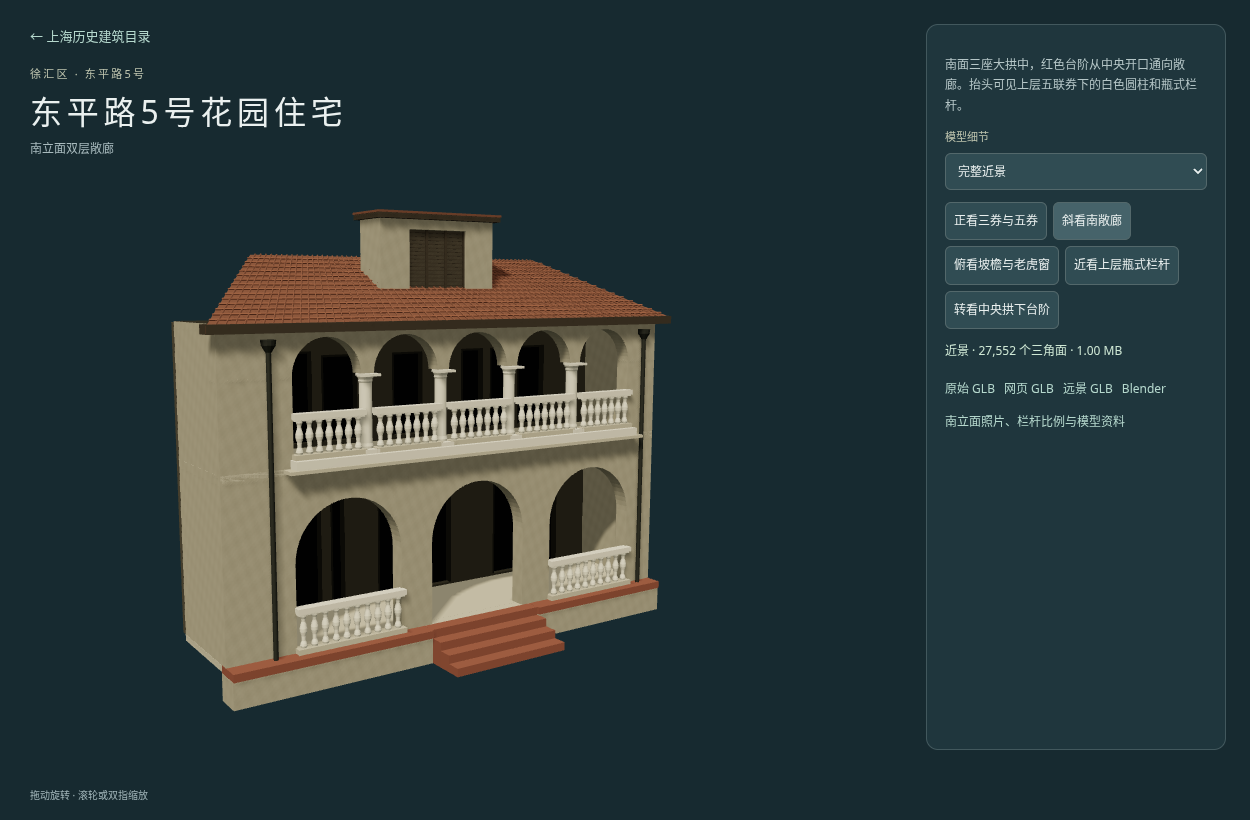 ← 上海历史建筑目录
徐汇区 · 东平路5号
东平路5号花园住宅
南立面双层敞廊
南面三座大拱中，红色台阶从中央开口通向敞
廊。抬头可见上层五联券下的白色圆柱和瓶式栏
杆。
模型细节
完整近景
正看三券与五券
斜看南敞廊
俯看坡檐与老虎窗
近看上层瓶式栏杆
转看中央拱下台阶
近景 · 27,552 个三角面 · 1.00 MB
原始 GLB 网页 GLB 远景 GLB Blender
南立面照片、栏杆比例与模型资料
拖动旋转 · 滚轮或双指缩放